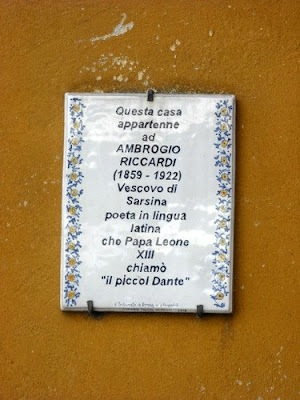 Questa casa
appartenne
ad
AMBROGIO
RICCARDI
(1859 - 1922)
Vescovo di
Sarsina
poeta in lingua
latina
che Papa Leone
XIII
chiamò
"il piccol Dante"